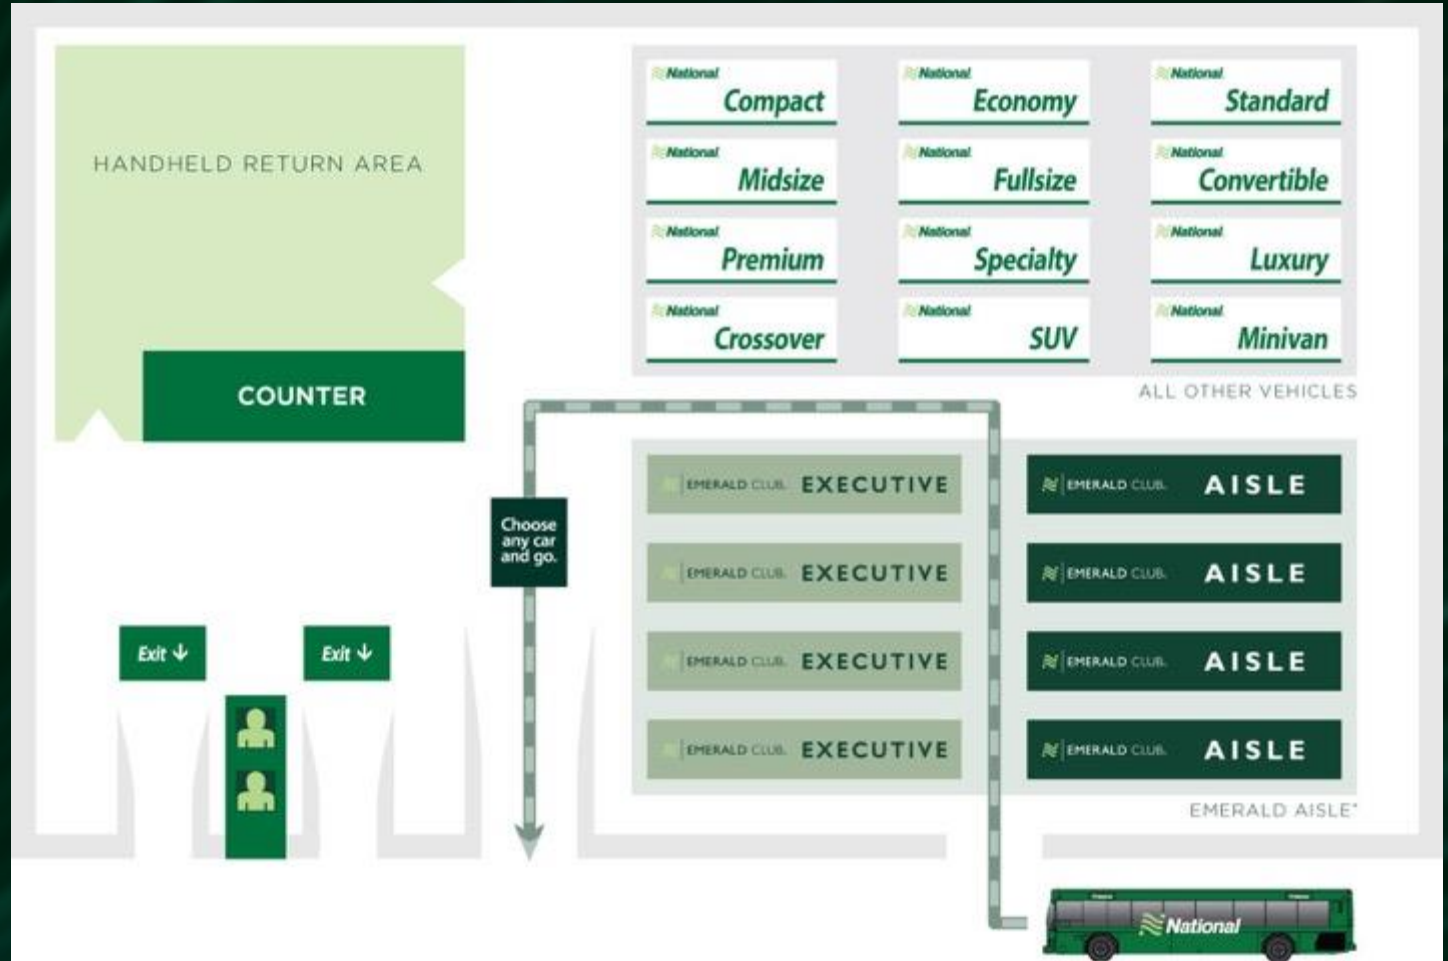 HANDHELD RETURN AREA
COUNTER
National
Compact
National
Economy
National
Standard
National
Midsize
National
Fullsize
National
Convertible
National
Premium
National
Specialty
National
Luxury
National
Crossover
National
SUV
National
Minivan
ALL OTHER VEHICLES
Choose
any car
and go.
EMERALD CLUB. EXECUTIVE
EMERALD CLUB. AISLE
EMERALD CLUB. EXECUTIVE
EMERALD CLUB. AISLE
EMERALD CLUB. EXECUTIVE
EMERALD CLUB. AISLE
EMERALD CLUB. EXECUTIVE
EMERALD CLUB. AISLE
EMERALD AISLE*
Exit ↓
Exit ↓
National